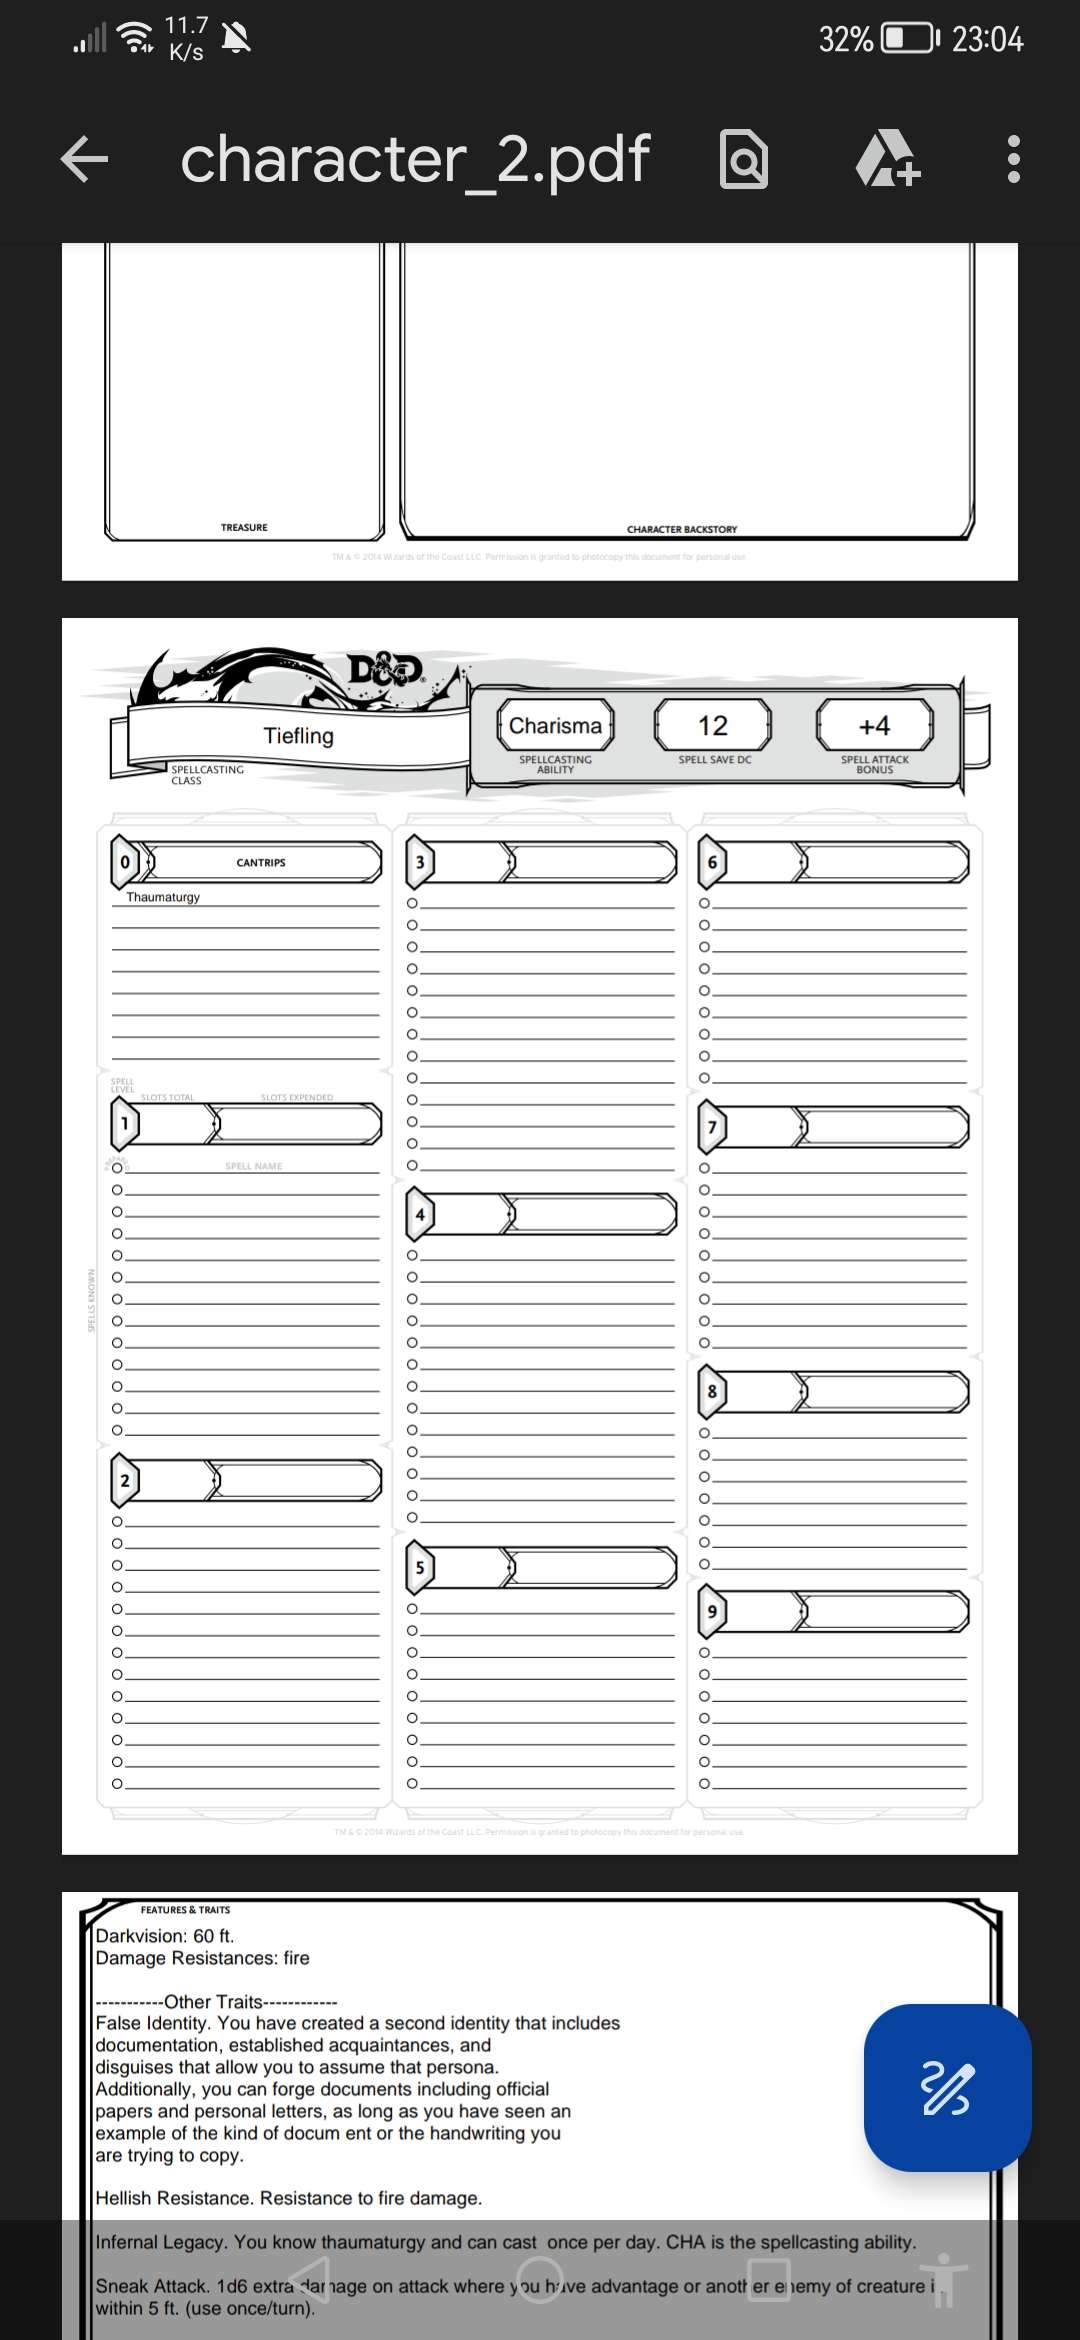 11.7
K/s
32%
23:04
character_2.pdf
TREASURE
CHARACTER BACKSTORY
TM & © 2014 Wizards of the Coast LLC. Permission is granted to photocopy this document for personal use.
D&D
Tiefling
SPELLCASTING
CLASS
Charisma
SPELLCASTING
ABILITY
12
SPELL SAVE DC
+4
SPELL ATTACK
BONUS
0
CANTRIPS
Thaumaturgy
SPELL
LEVEL
SLOTS TOTAL
SLOTS EXPENDED
1
PREPARED
SPELL NAME
SPELLS KNOWN
2
3
4
5
6
7
8
9
TM & © 2014 Wizards of the Coast LLC. Permission is granted to photocopy this document for personal use.
FEATURES & TRAITS
Darkvision: 60 ft.
Damage Resistances: fire
-----------Other Traits------------
False Identity. You have created a second identity that includes
documentation, established acquaintances, and
disguises that allow you to assume that persona.
Additionally, you can forge documents including official
papers and personal letters, as long as you have seen an
example of the kind of docum ent or the handwriting you
are trying to copy.
Hellish Resistance. Resistance to fire damage.
Infernal Legacy. You know thaumaturgy and can cast  once per day. CHA is the spellcasting ability.
Sneak Attack. 1d6 extra damage on attack where you have advantage or another enemy of creature
within 5 ft. (use once/turn).